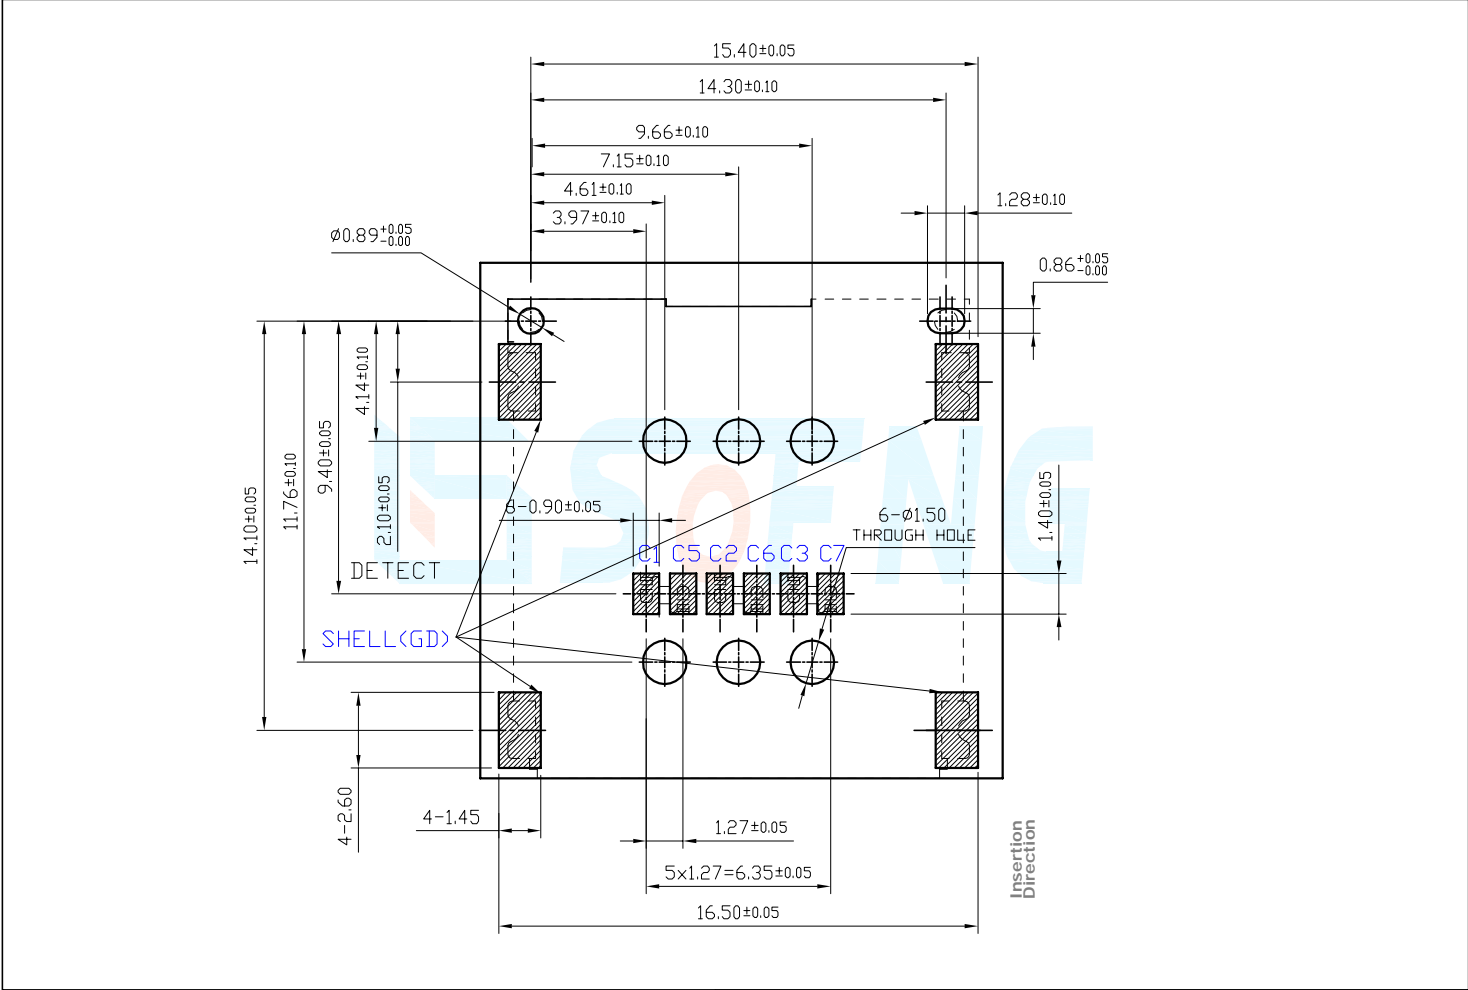 15.40±0.05
14.30±0.10
9.66±0.10
7.15±0.10
4.61±0.10
3.97±0.10
1.28±0.10
Ø0.89+0.05
-0.00
0.86+0.05
-0.00
4.14±0.10
9.40±0.05
11.76±0.10
14.10±0.05
2.10±0.05
SOFNG
6-0.90±0.05
6-Ø1.50
THROUGH HOLE
1.40±0.05
C1 C5 C2 C6 C3 C7
DETECT
SHELL(GD)
4-2.60
4-1.45
1.27±0.05
5x1.27=6.35±0.05
16.50±0.05
Insertion
Direction